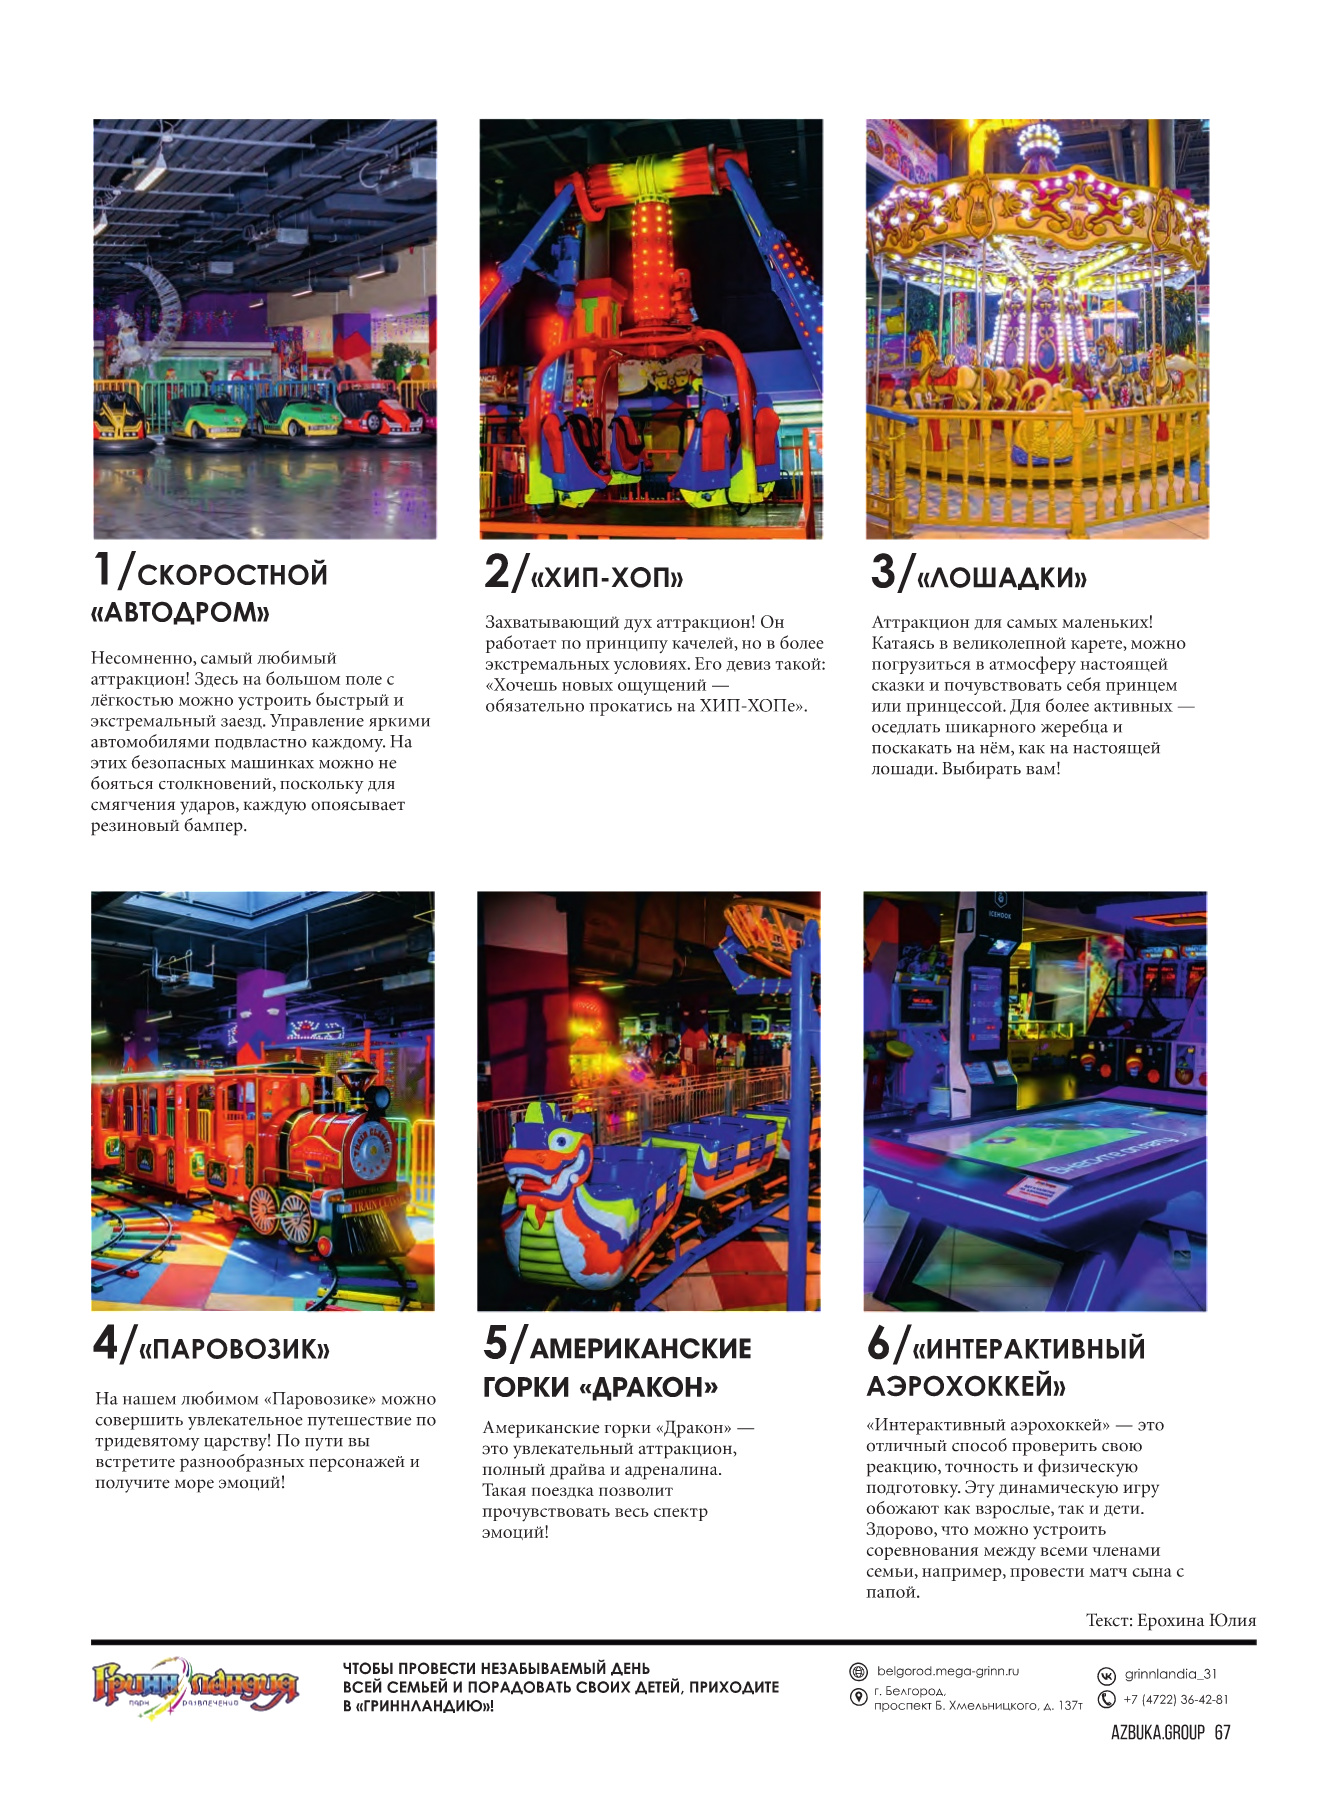 1/СКОРОСТНОЙ
«АВТОДРОМ»
Несомненно, самый любимый
аттракцион! Здесь на большом поле с
лёгкостью можно устроить быстрый и
экстремальный заезд. Управление яркими
автомобилями подвластно каждому. На
этих безопасных машинках можно не
бояться столкновений, поскольку для
смягчения ударов, каждую опоясывает
резиновый бампер.
2/«ХИП-ХОП»
Захватывающий дух аттракцион! Он
работает по принципу качелей, но в более
экстремальных условиях. Его девиз такой:
«Хочешь новых ощущений —
обязательно прокатись на ХИП-ХОПе».
3/«ЛОШАДКИ»
Аттракцион для самых маленьких!
Катаясь в великолепной карете, можно
погрузиться в атмосферу настоящей
сказки и почувствовать себя принцем
или принцессой. Для более активных —
оседлать шикарного жеребца и
поскакать на нём, как на настоящей
лошади. Выбирать вам!
TRAIN CLASSIC
TRAIN CLASSIC
4/«ПАРОВОЗИК»
На нашем любимом «Паровозике» можно
совершить увлекательное путешествие по
тридевятому царству! По пути вы
встретите разнообразных персонажей и
получите море эмоций!
5/АМЕРИКАНСКИЕ
ГОРКИ «ДРАКОН»
Американские горки «Дракон» —
это увлекательный аттракцион,
полный драйва и адреналина.
Такая поездка позволит
прочувствовать весь спектр
эмоций!
ICEHOOK
ВНЕСИТЕ ОПЛАТУ
6/«ИНТЕРАКТИВНЫЙ
АЭРОХОККЕЙ»
«Интерактивный аэрохоккей» — это
отличный способ проверить свою
реакцию, точность и физическую
подготовку. Эту динамическую игру
обожают как взрослые, так и дети.
Здорово, что можно устроить
соревнования между всеми членами
семьи, например, провести матч сына с
папой.
Текст: Ерохина Юлия
Гринн ландия
парк развлечений
ЧТОБЫ ПРОВЕСТИ НЕЗАБЫВАЕМЫЙ ДЕНЬ
ВСЕЙ СЕМЬЕЙ И ПОРАДОВАТЬ СВОИХ ДЕТЕЙ, ПРИХОДИТЕ
В «ГРИННЛАНДИЮ»!
belgorod.mega-grinn.ru
г. Белгород,
проспект Б. Хмельницкого, д. 137т
grinnlandia_31
+7 (4722) 36-42-81
AZBUKA.GROUP 67